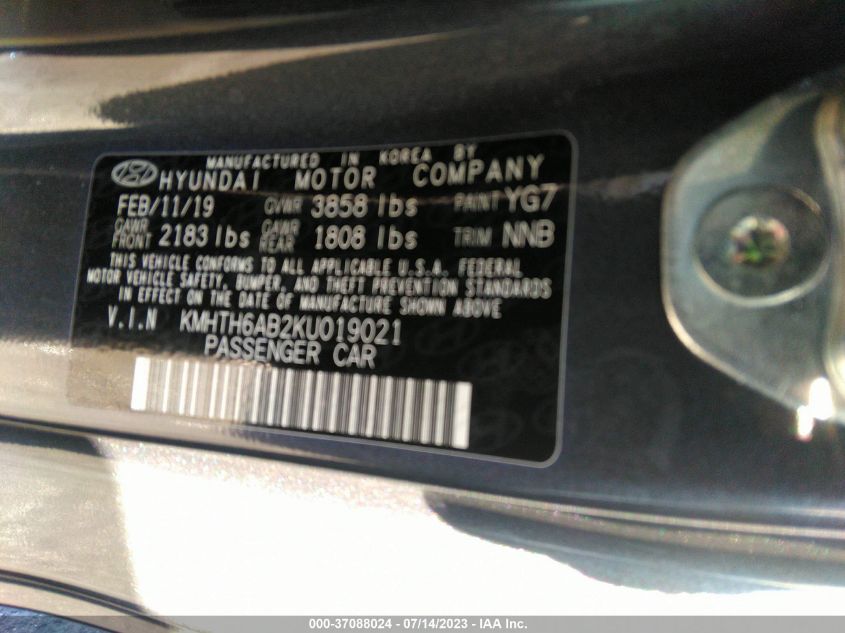 MANUFACTURED IN KOREA BY
HYUNDAI MOTOR COMPANY
FEB/11/19 GVWR 3858 lbs PAINT YG7
GAWR FRONT 2183 lbs GAWR REAR 1808 lbs TRIM NNB
THIS VEHICLE CONFORMS TO ALL APPLICABLE U.S.A. FEDERAL
MOTOR VEHICLE SAFETY, BUMPER, AND THEFT PREVENTION STANDARDS
IN EFFECT ON THE DATE OF MANUFACTURE SHOWN ABOVE
V.I.N KMHTH6AB2KU019021
PASSENGER CAR
000-37088024 - 07/14/2023 - IAA Inc.